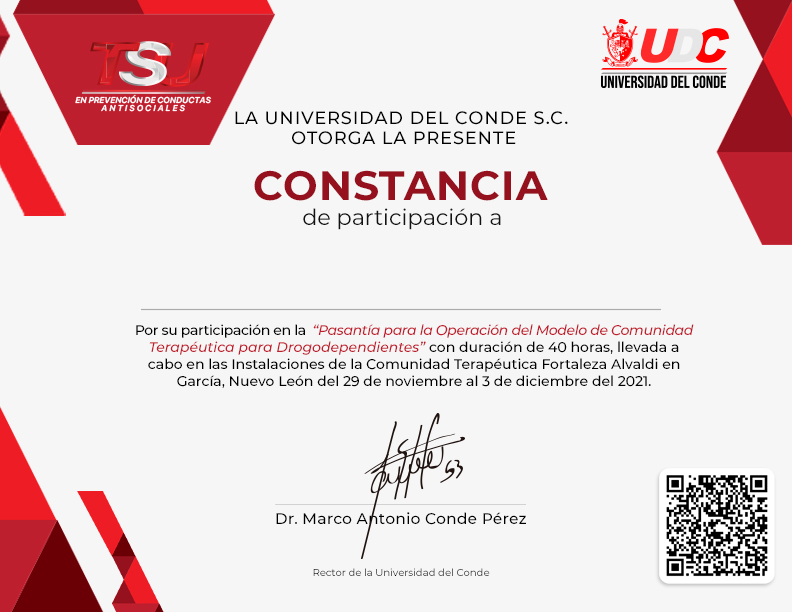 TSU
EN PREVENCIÓN DE CONDUCTAS
ANTISOCIALES
UDC
UNIVERSIDAD DEL CONDE
LA UNIVERSIDAD DEL CONDE S.C.
OTORGA LA PRESENTE
CONSTANCIA
de participación a
Por su participación en la “Pasantía para la Operación del Modelo de Comunidad
Terapéutica para Drogodependientes” con duración de 40 horas, llevada a
cabo en las Instalaciones de la Comunidad Terapéutica Fortaleza Alvaldi en
García, Nuevo León del 29 de noviembre al 3 de diciembre del 2021.
Dr. Marco Antonio Conde Pérez
Rector de la Universidad del Conde